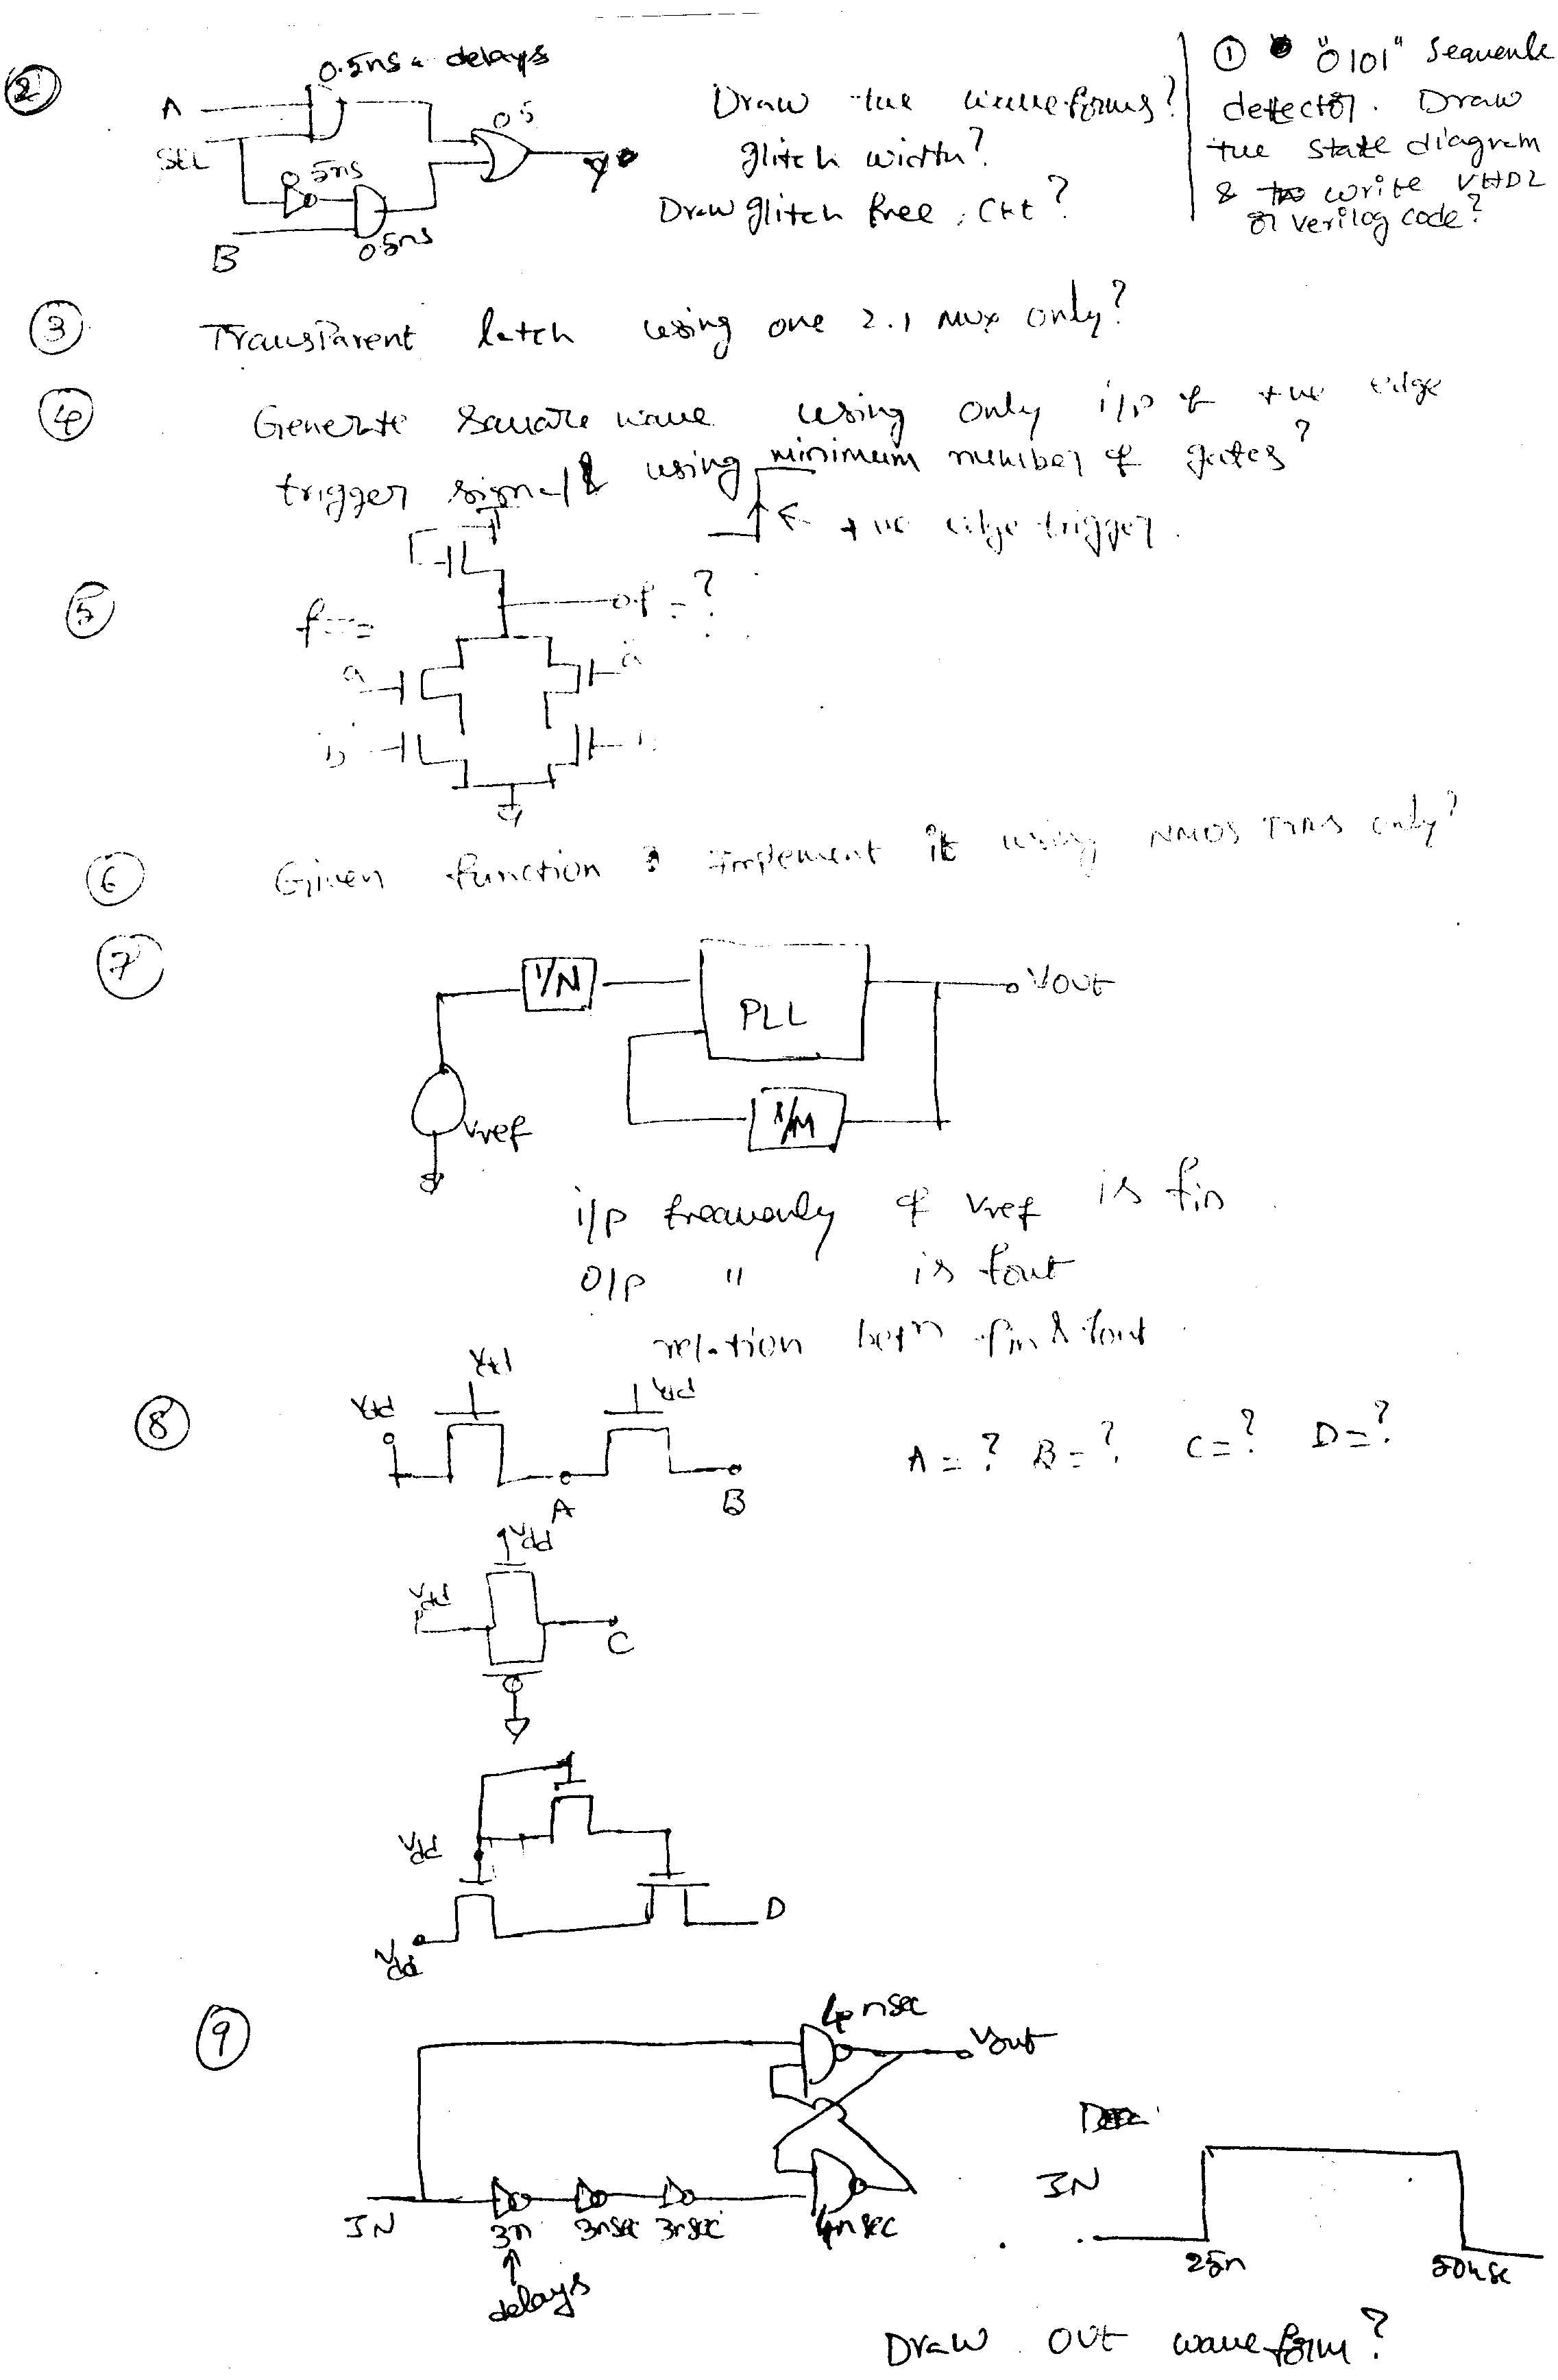 0.5ns delays
② A
SEL
0.5ns
B
0.5ns
0.5
Y
Draw the waveforms?
glitch width?
Draw glitch free ckt?
① "0101" Sequence
detector. Draw
the state diagram
& write VHDL
or verilog code?
③ Transparent latch using one 2:1 Mux only?
④ Generate square wave using only i/p of +ve edge
trigger signal & using minimum number of gates?
+ve edge trigger.
⑤ f =
f = ?
a
b
⑥ Given function ? implement it using NMOS only?
⑦ 1/N
PLL
Vout
Vref
1/M
i/p frequency of Vref is fin
o/p " is fout
relation betn fin & fout
⑧ Vdd Vdd Vdd
A B
A = ? B = ? C = ? D = ?
Vdd
Vdd
C
Vdd
D
Vdd
⑨ 4nsec
Vout
IN
3n 3nsec 3nsec
4nsec
delays
IN
25n 50nsec
Draw out waveform?